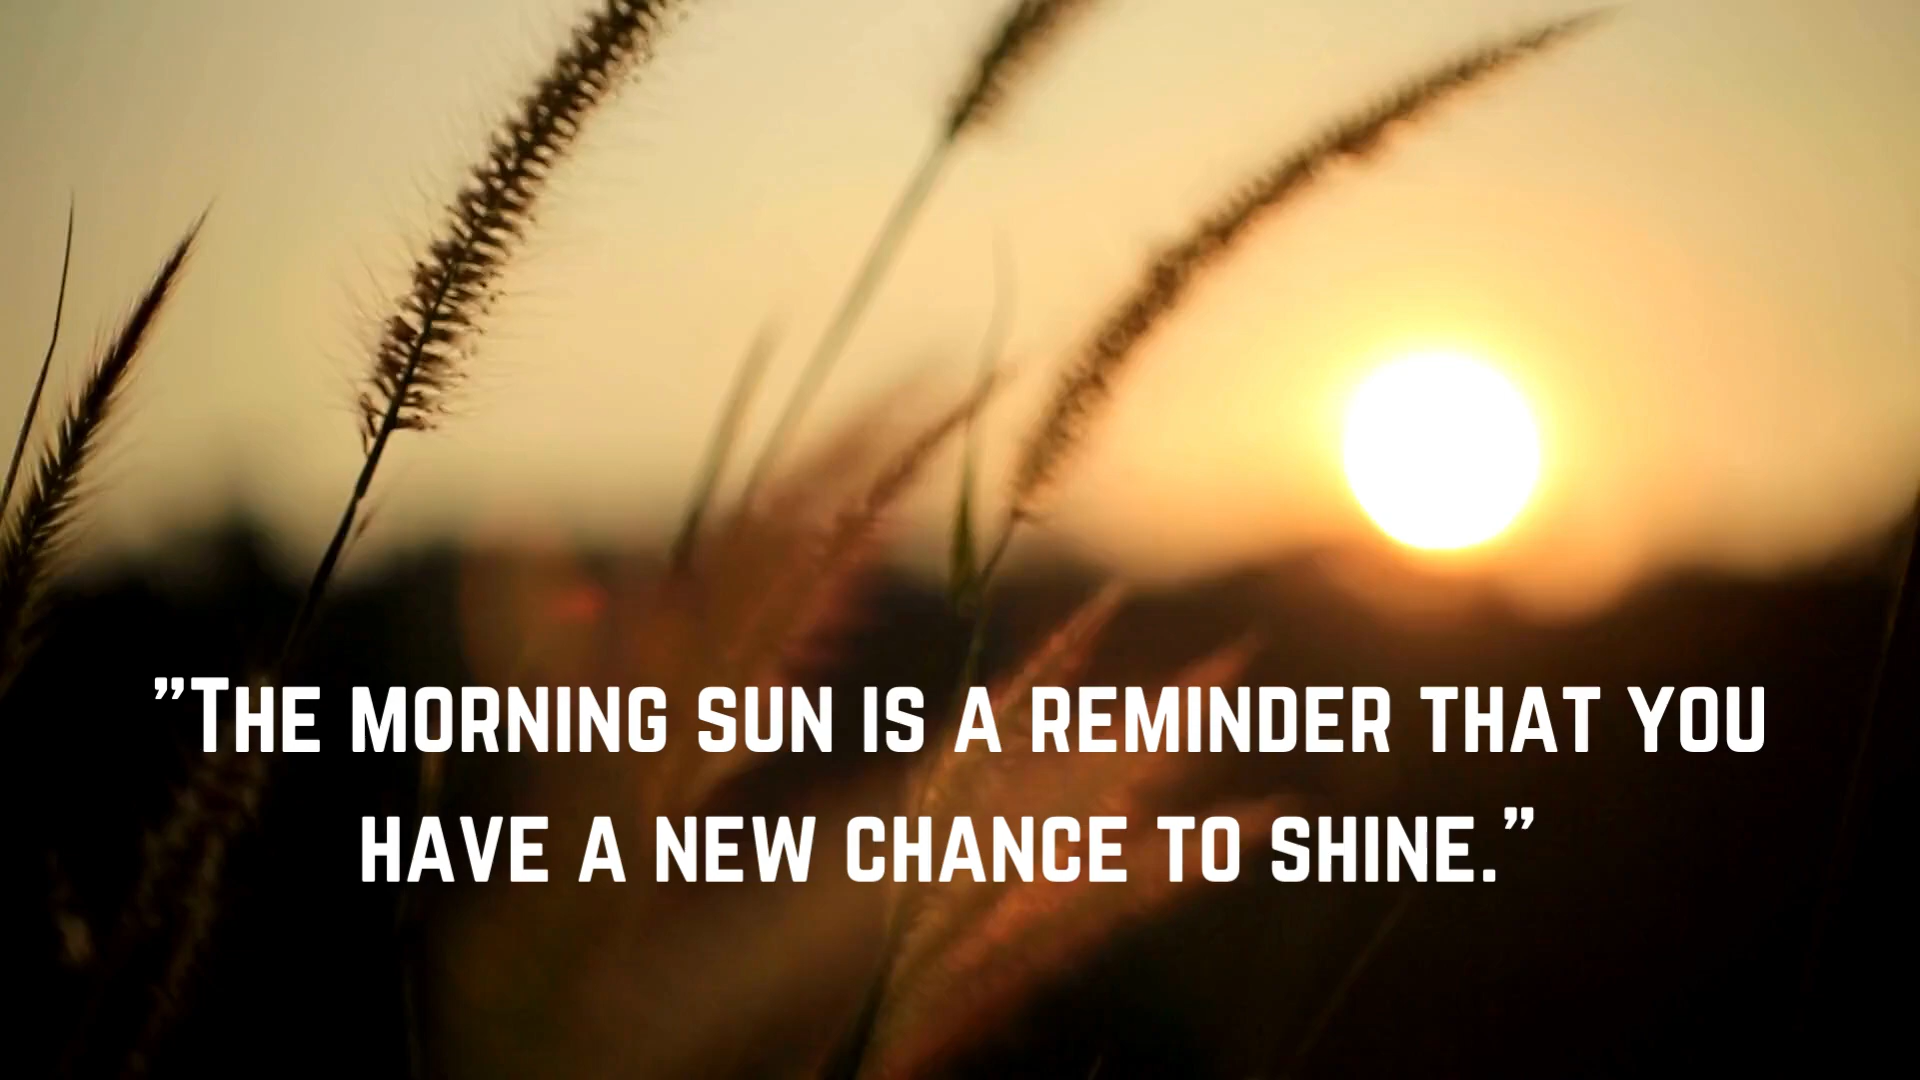 ”The morning sun is a reminder that you
have a new chance to shine.”